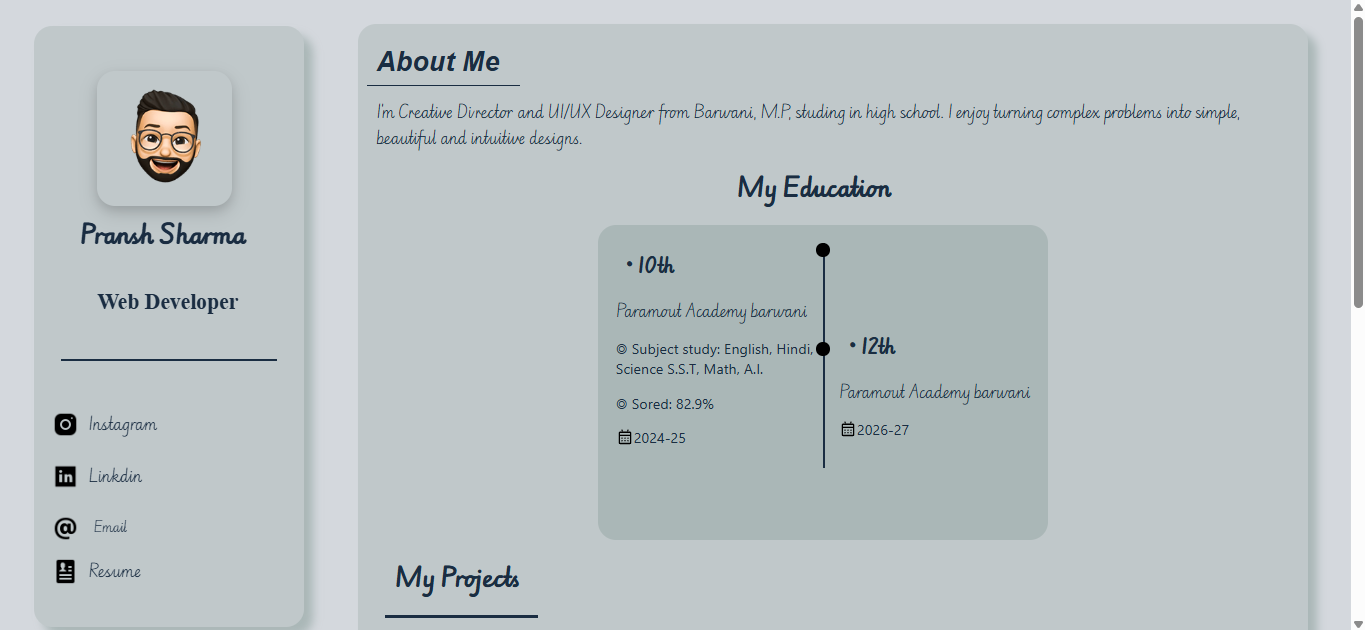 Pransh Sharma
Web Developer
Instagram
Linkdin
Email
Resume
About Me
I'm Creative Director and UI/UX Designer from Barwani, M.P, studing in high school. I enjoy turning complex problems into simple,
beautiful and intuitive designs.
My Education
• 10th
Paramout Academy barwani
◎ Subject study: English, Hindi,
Science S.S.T, Math, A.I.
◎ Sored: 82.9%
2024-25
• 12th
Paramout Academy barwani
2026-27
My Projects